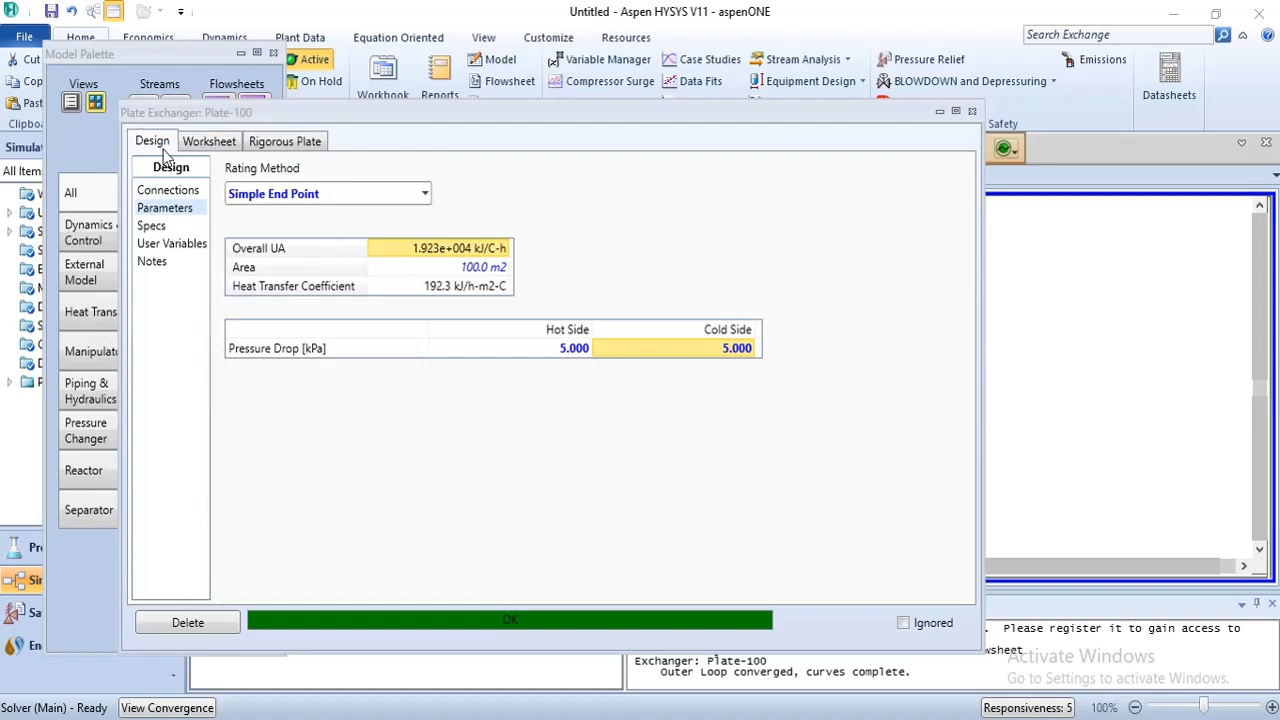 Untitled - Aspen HYSYS V11 - aspenONE
File
Home
Economics
Dynamics
Plant Data
Equation Oriented
View
Customize
Resources
Search Exchange
Cut
Model Palette
Active
On Hold
Workbook
Reports
Model
Flowsheet
Variable Manager
Compressor Surge
Case Studies
Data Fits
Stream Analysis
Equipment Design
Pressure Relief
BLOWDOWN and Depressuring
Emissions
Datasheets
Safety
Views
Streams
Flowsheets
Plate Exchanger: Plate-100
Design
Worksheet
Rigorous Plate
Design
Connections
Parameters
Specs
User Variables
Notes
Rating Method
Simple End Point
Overall UA 1.923e+004 kJ/C-h
Area 100.0 m2
Heat Transfer Coefficient 192.3 kJ/h-m2-C
Hot Side Cold Side
Pressure Drop [kPa] 5.000 5.000
All Items
All
Dynamics
Control
External
Model
Heat Trans
Manipulato
Piping &
Hydraulics
Pressure
Changer
Reactor
Separator
Delete
OK
Ignored
. Please register it to gain access to
Exchanger: Plate-100
Outer Loop converged, curves complete.
Activate Windows
Go to Settings to activate Windows.
Solver (Main) - Ready
View Convergence
Responsiveness: 5
100%